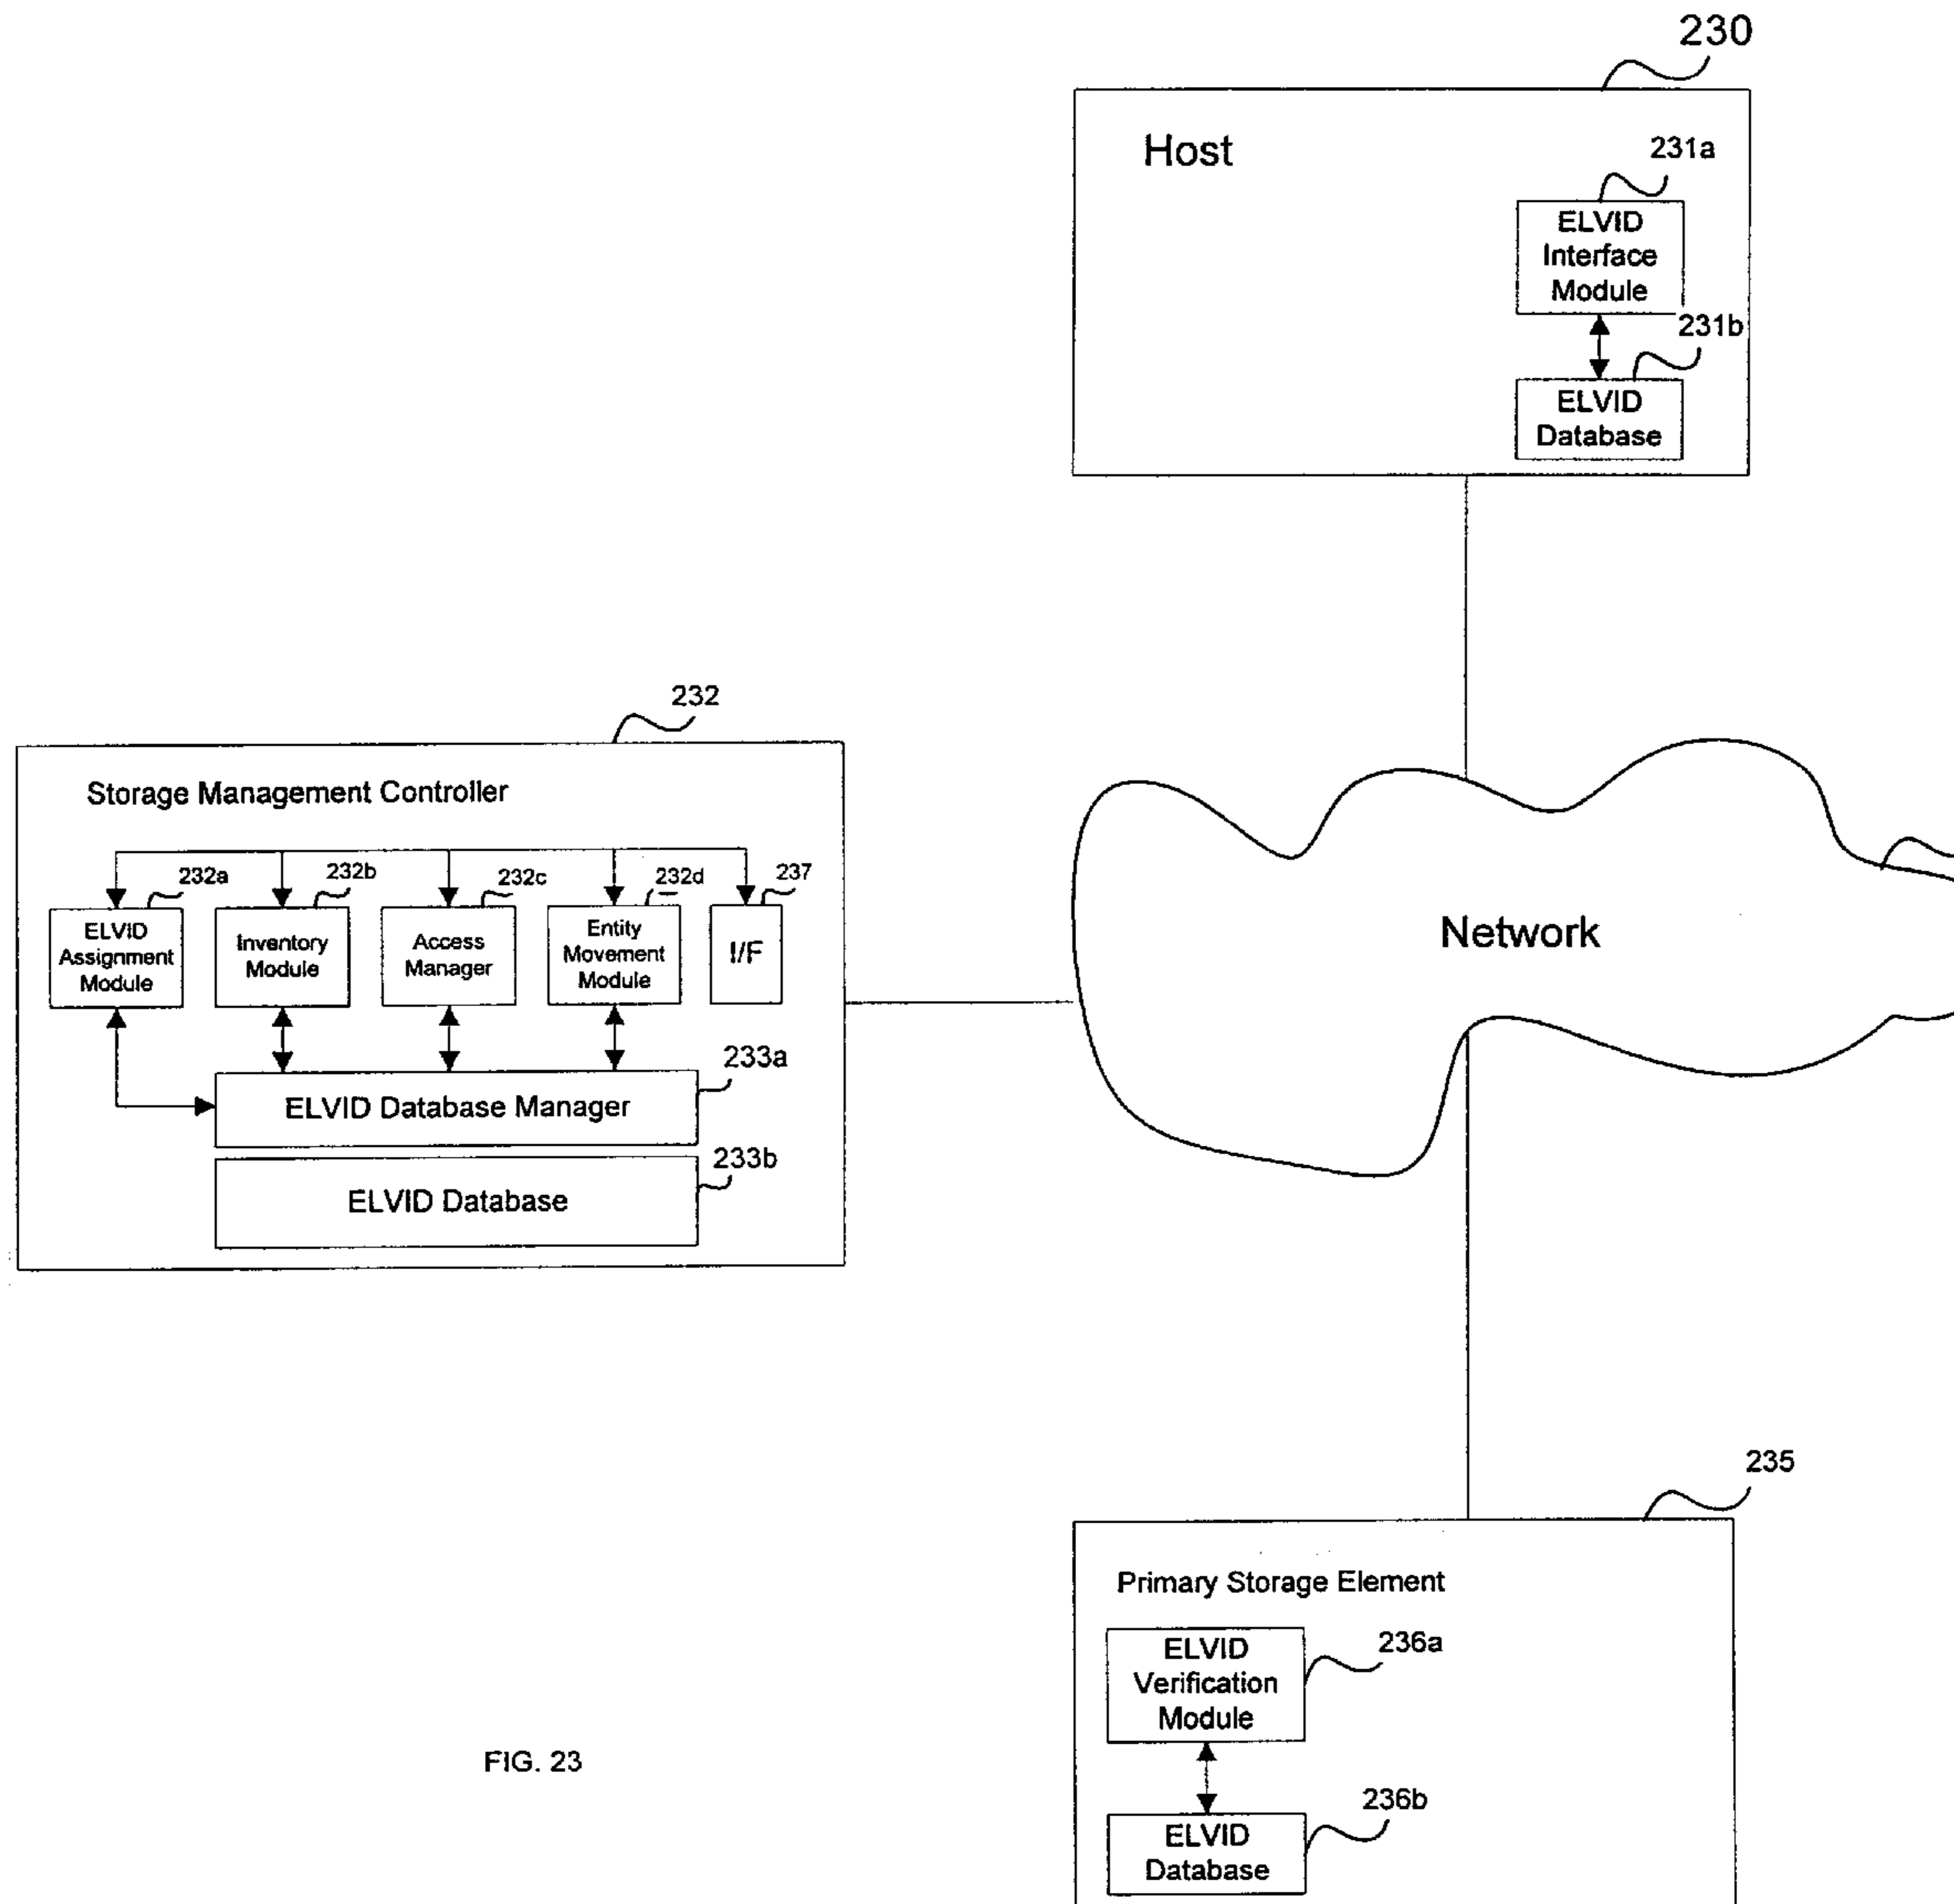 230
Host
231a
ELVID
Interface
Module
231b
ELVID
Database
232
Storage Management Controller
232a
232b
232c
232d
237
ELVID
Assignment
Module
Inventory
Module
Access
Manager
Entity
Movement
Module
I/F
Network
233a
ELVID Database Manager
233b
ELVID Database
235
Primary Storage Element
ELVID
Verification
Module
236a
236b
ELVID
Database
FIG. 23